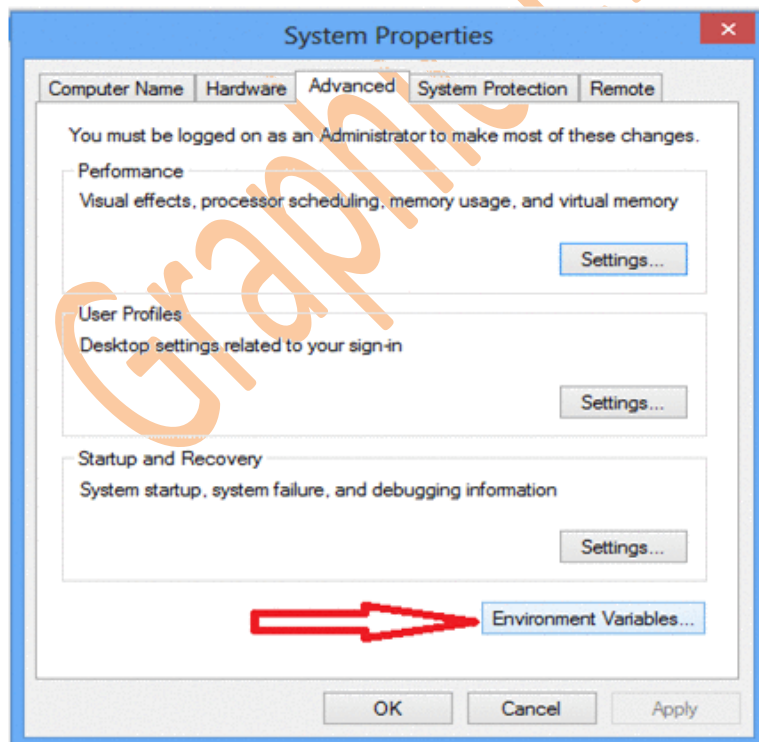 System Properties
Computer Name Hardware Advanced System Protection Remote
You must be logged on as an Administrator to make most of these changes.
Performance
Visual effects, processor scheduling, memory usage, and virtual memory
Settings...
User Profiles
Desktop settings related to your sign-in
Settings...
Startup and Recovery
System startup, system failure, and debugging information
Settings...
Environment Variables...
OK Cancel Apply